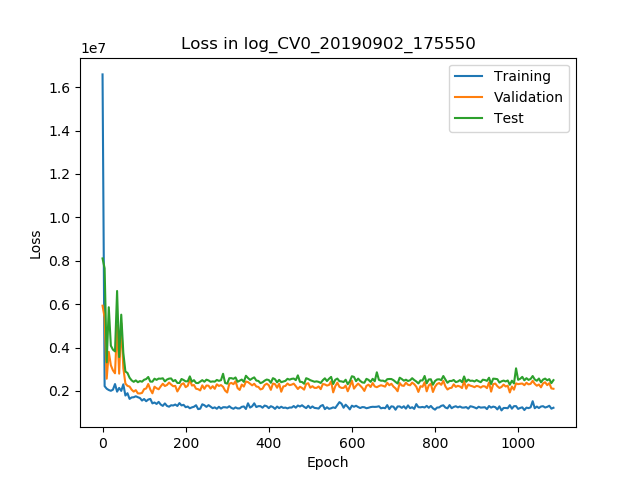 Loss in log_CV0_20190902_175550
1e7
Training
Validation
Test
1.6
1.4
1.2
1.0
0.8
0.6
0.4
0.2
Loss
0 200 400 600 800 1000
Epoch